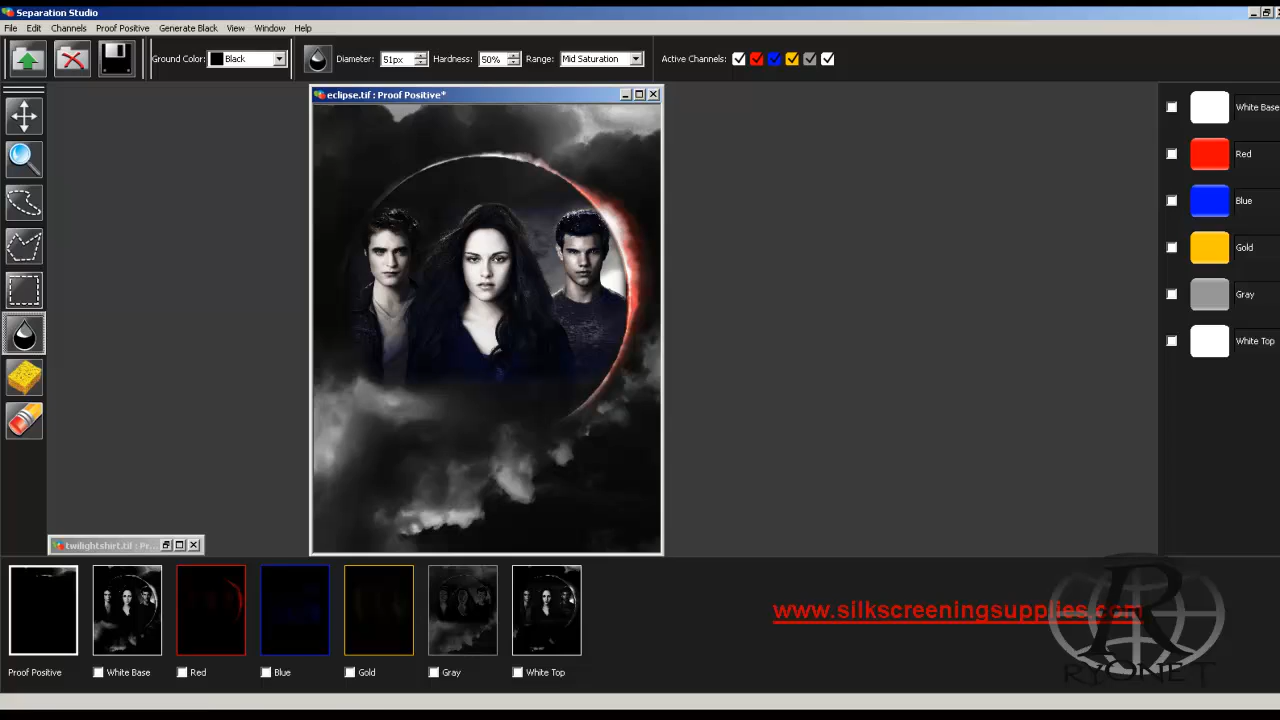 Separation Studio
File Edit Channels Proof Positive Generate Black View Window Help
Ground Color: Black Diameter: 51px Hardness: 50% Range: Mid Saturation Active Channels:
eclipse.tif : Proof Positive*
White Base
Red
Blue
Gold
Gray
White Top
twilightshirt.tif : Pr...
www.silkscreeningsupplies.com
R
RYONET
Proof Positive White Base Red Blue Gold Gray White Top